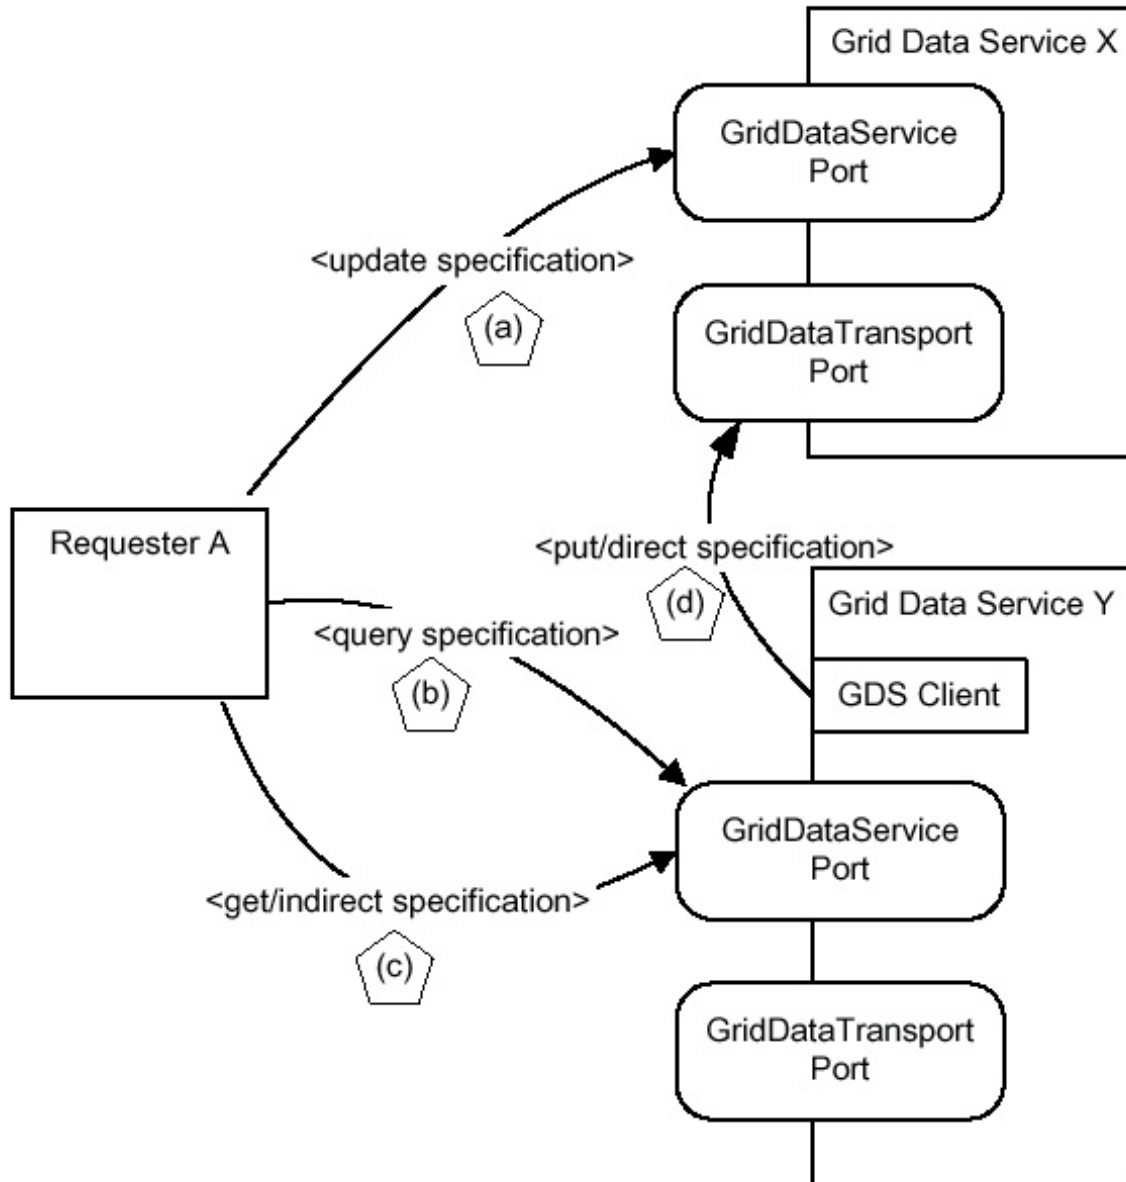 Grid Data Service X
GridDataService
Port
<update specification>
(a)
GridDataTransport
Port
Requester A
<put/direct specification>
(d)
Grid Data Service Y
<query specification>
(b)
GDS Client
GridDataService
Port
<get/indirect specification>
(c)
GridDataTransport
Port